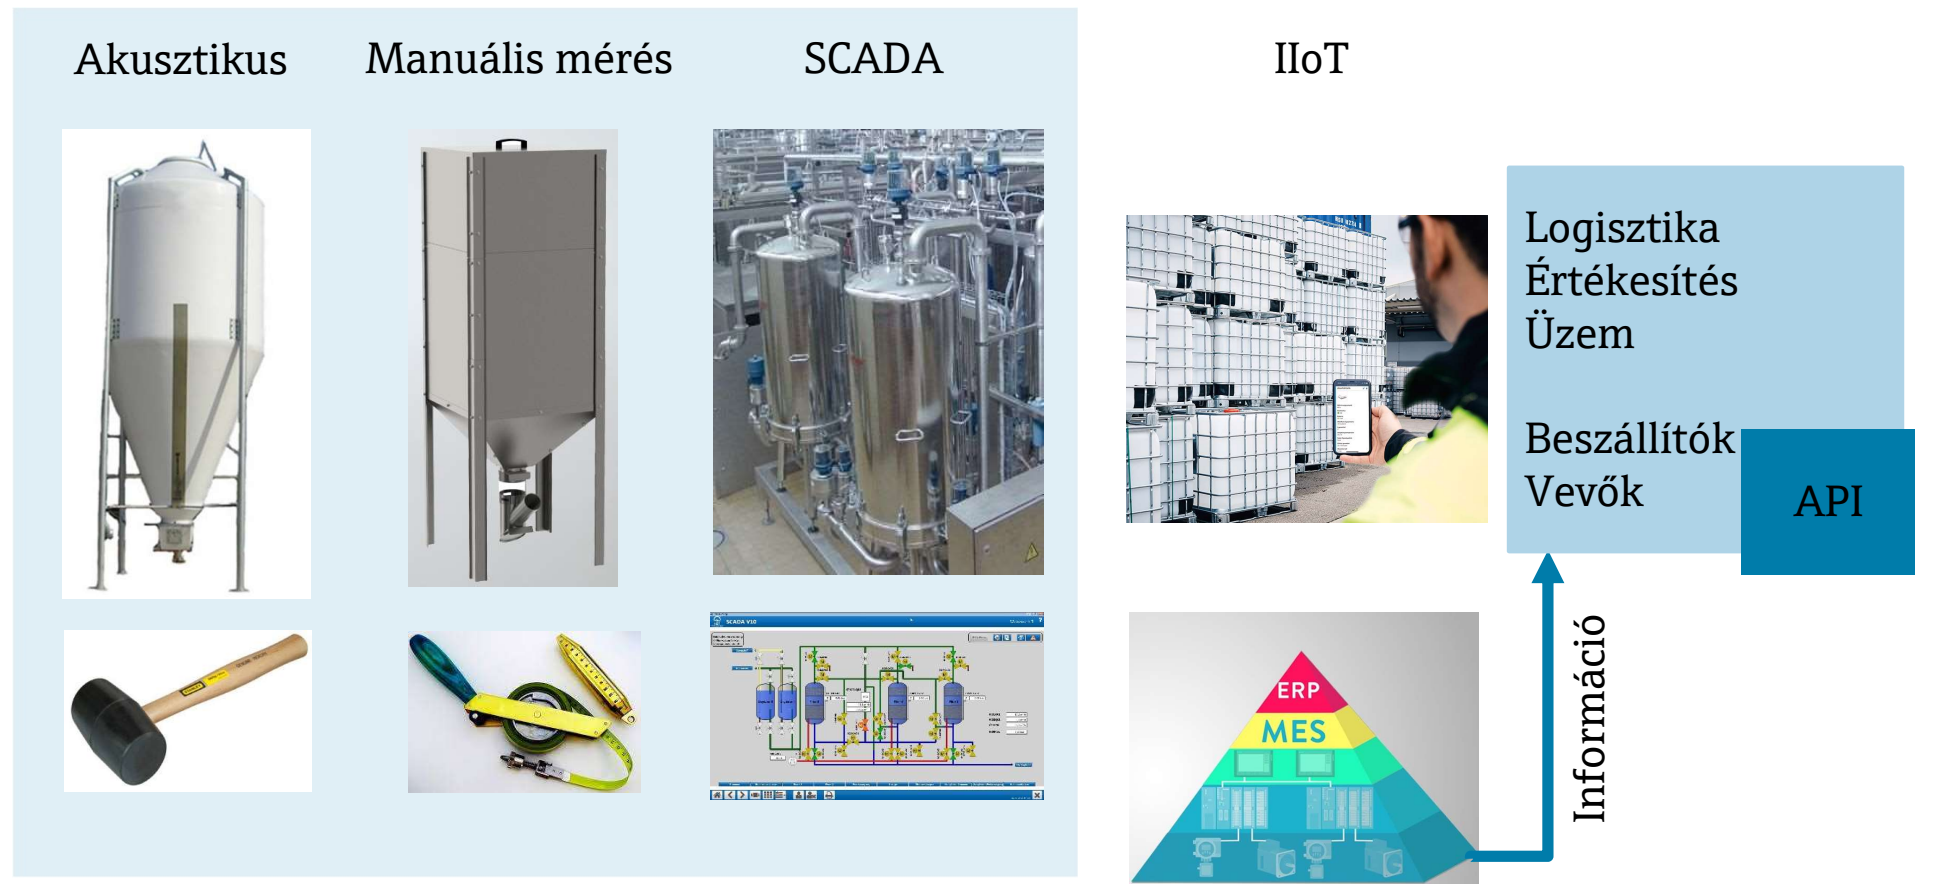 Akusztikus
Manuális mérés
SCADA
IIoT
Logisztika
Értékesítés
Üzem
Beszállítók
Vevők
API
SCADA V10
ERP
MES
Információ